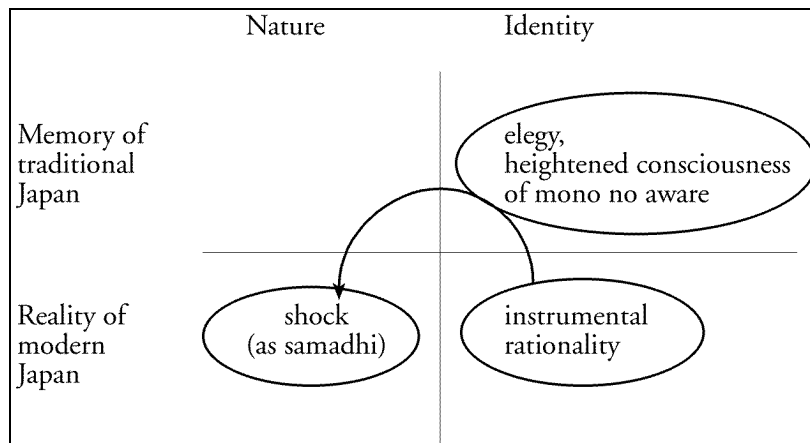 Nature
Identity
Memory of
traditional
Japan
elegy,
heightened consciousness
of mono no aware
Reality of
modern
Japan
shock
(as samadhi)
instrumental
rationality